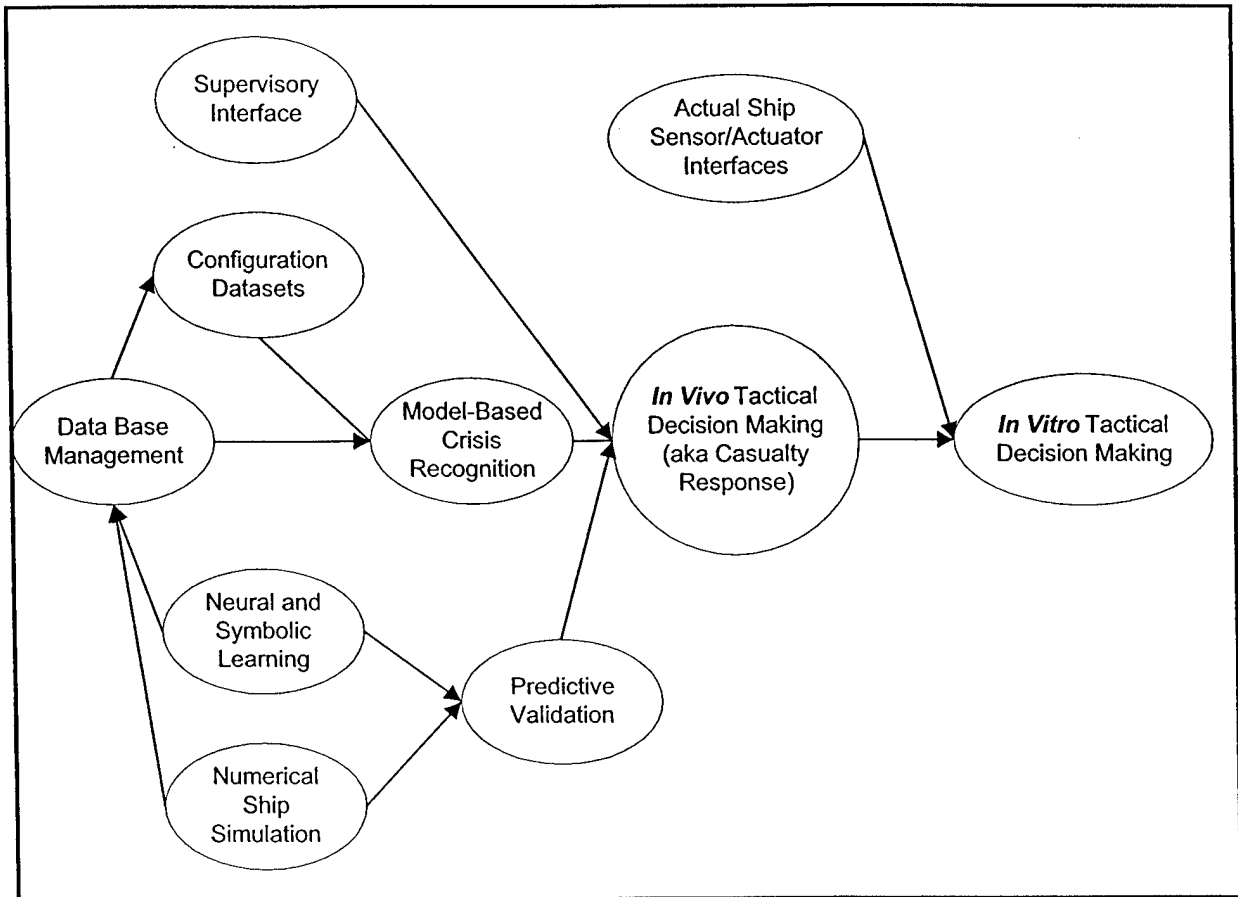 Supervisory
Interface
Actual Ship
Sensor/Actuator
Interfaces
Configuration
Datasets
Data Base
Management
Model-Based
Crisis
Recognition
In Vivo Tactical
Decision Making
(aka Casualty
Response)
In Vitro Tactical
Decision Making
Neural and
Symbolic
Learning
Predictive
Validation
Numerical
Ship
Simulation